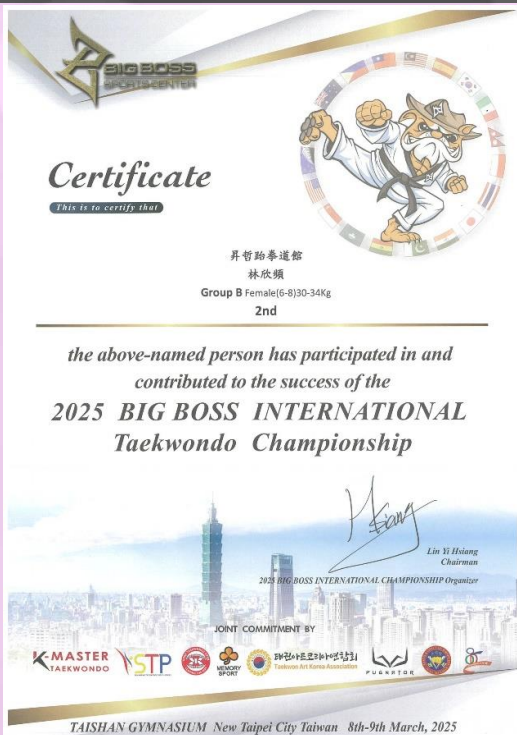 BIG BOSS
SPORTS CENTER
Certificate
This is to certify that
昇哲跆拳道館
林欣頻
Group B Female(6-8)30-34Kg
2nd
the above-named person has participated in and
contributed to the success of the
2025 BIG BOSS INTERNATIONAL
Taekwondo Championship
Lin Yi Hsiang
Chairman
2025 BIG BOSS INTERNATIONAL CHAMPIONSHIP Organizer
JOINT COMMITMENT BY
K-MASTER
TAEKWONDO
STP
MEMORY
SPORT
태권아트코리아연합회
Taekwon Art Korea Association
FUGNATOR
TAISHAN GYMNASIUM New Taipei City Taiwan 8th-9th March, 2025